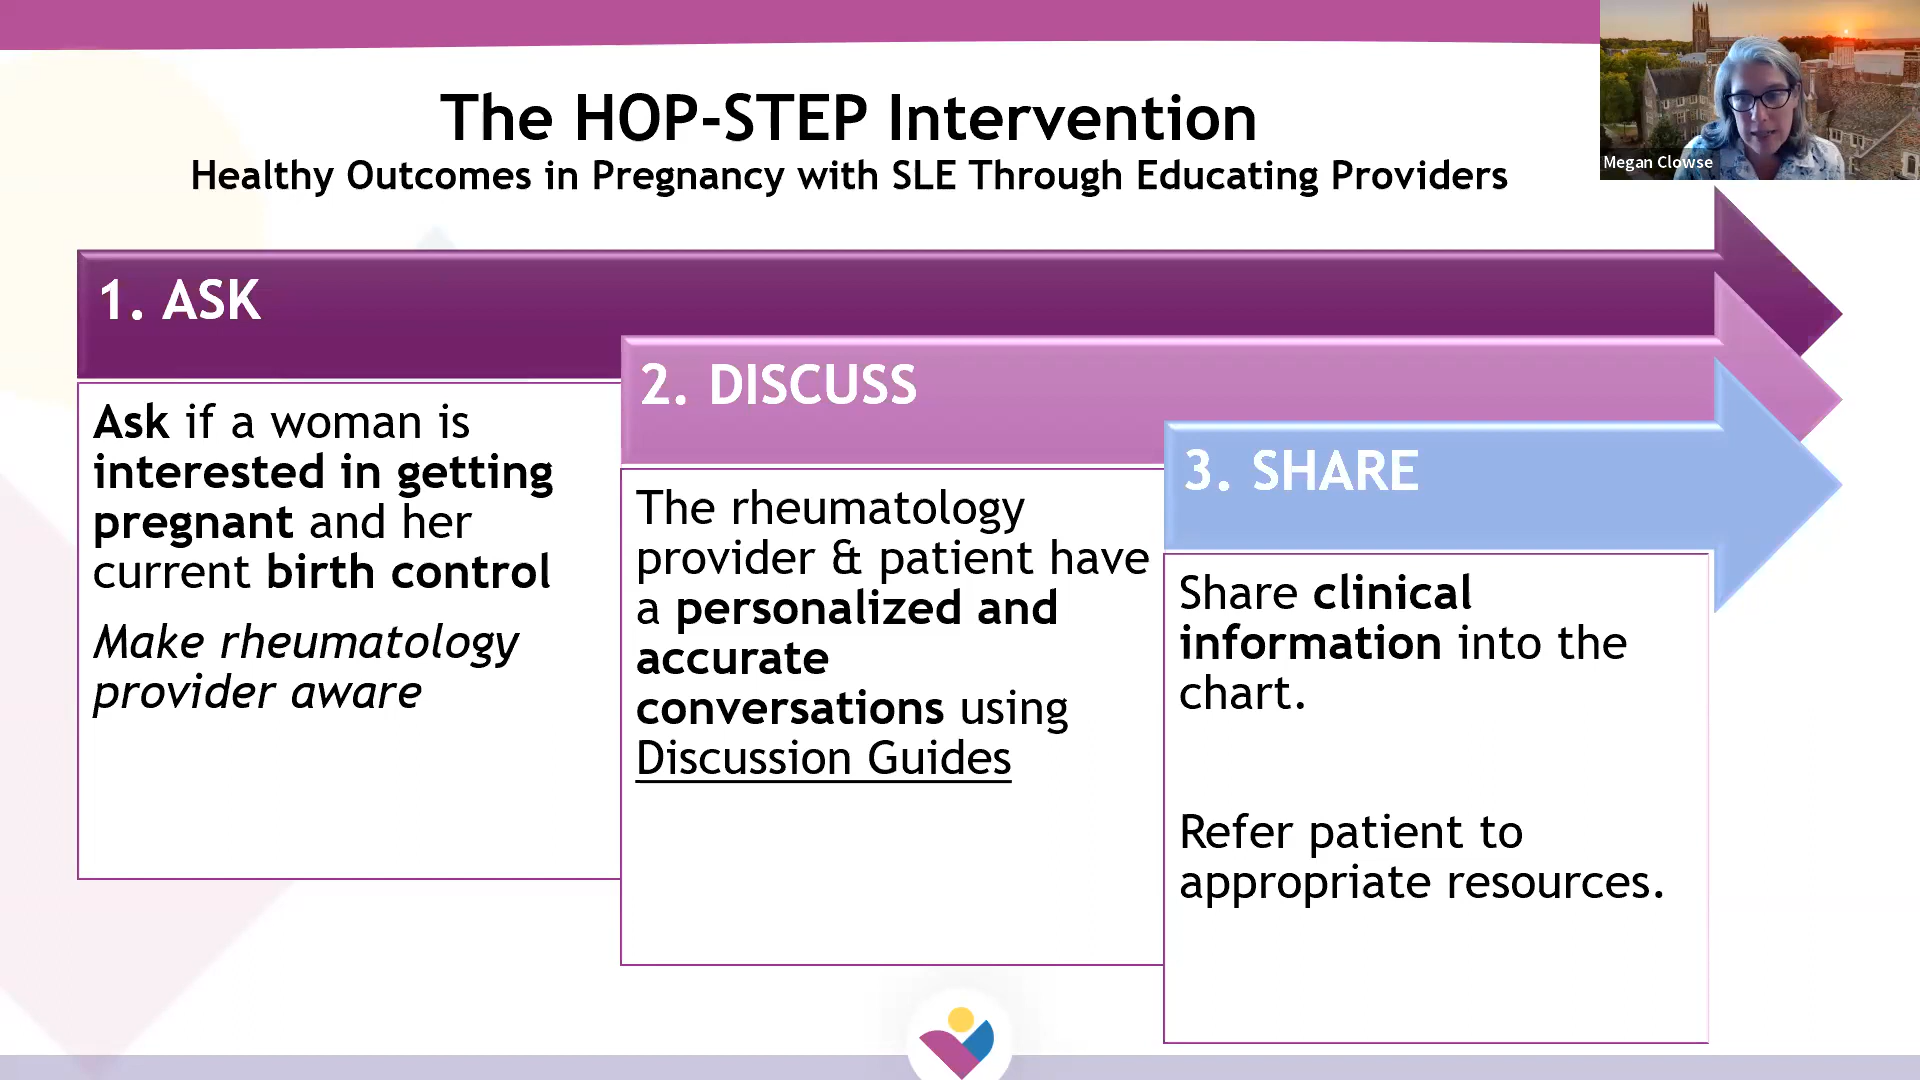 The HOP-STEP Intervention
Healthy Outcomes in Pregnancy with SLE Through Educating Providers
Megan Clowse
1. ASK
Ask if a woman is
interested in getting
pregnant and her
current birth control
Make rheumatology
provider aware
2. DISCUSS
The rheumatology
provider & patient have
a personalized and
accurate
conversations using
Discussion Guides
3. SHARE
Share clinical
information into the
chart.
Refer patient to
appropriate resources.